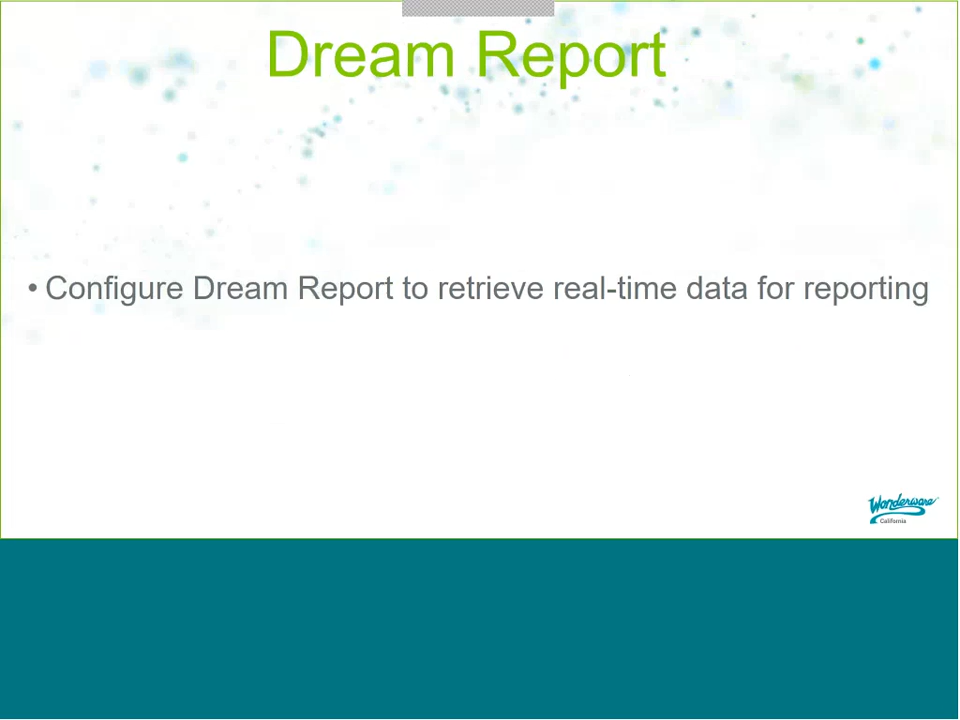 Dream Report
• Configure Dream Report to retrieve real-time data for reporting
Wonderware
California